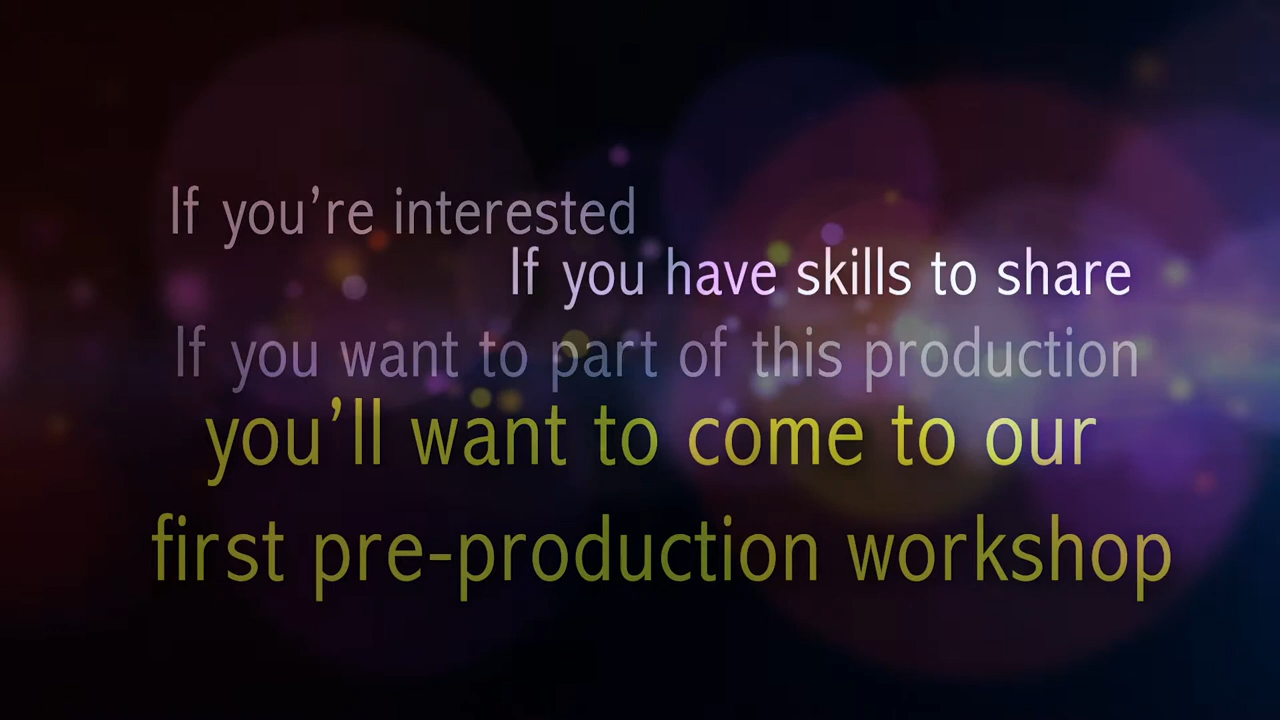 If you’re interested
If you have skills to share
If you want to part of this production
you’ll want to come to our
first pre-production workshop